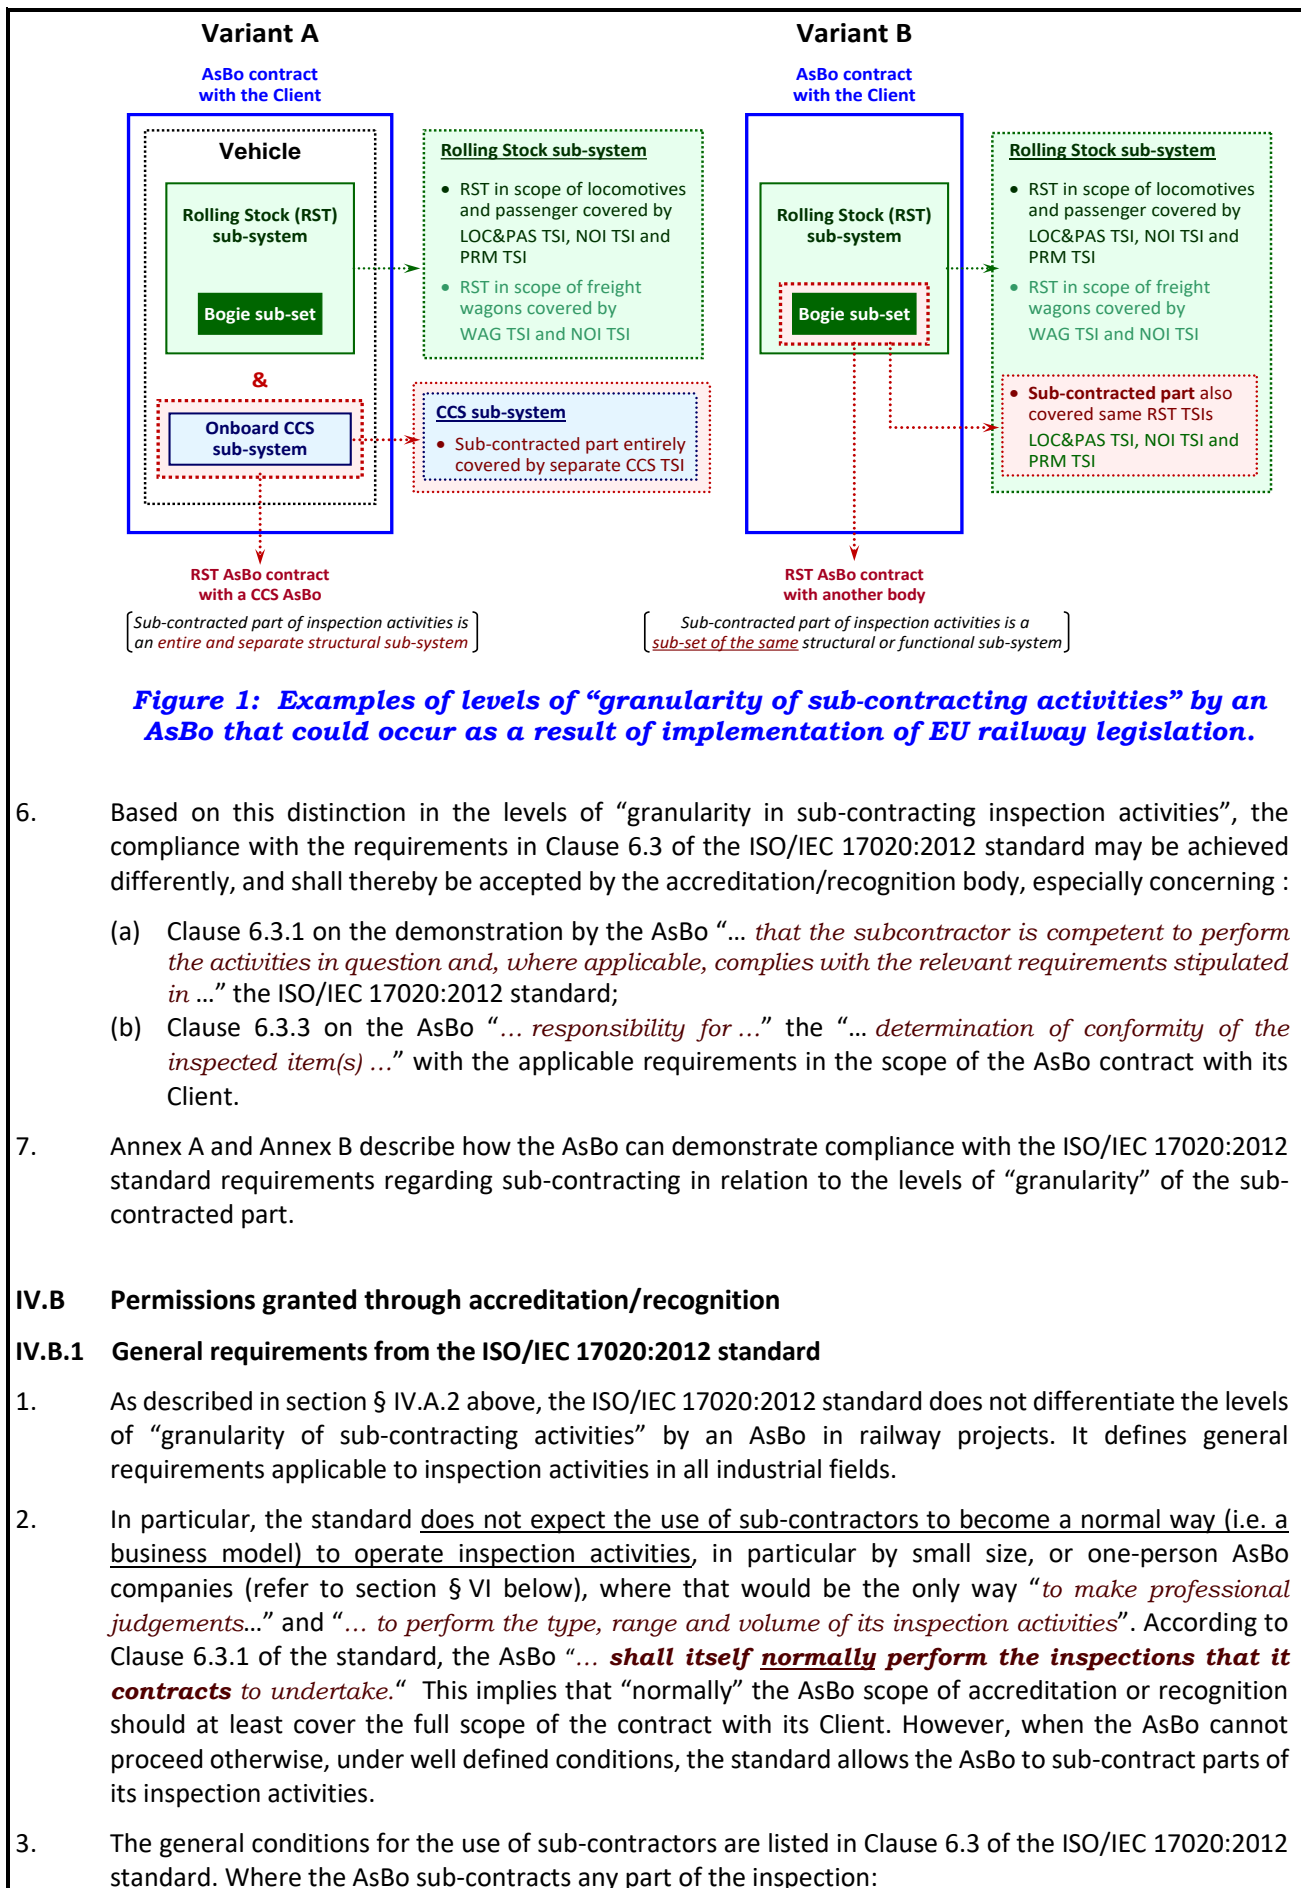 Variant A
AsBo contract
with the Client
Vehicle
Rolling Stock (RST)
sub-system
Bogie sub-set
&
Onboard CCS
sub-system
Rolling Stock sub-system
• RST in scope of locomotives
and passenger covered by
LOC&PAS TSI, NOI TSI and
PRM TSI
• RST in scope of freight
wagons covered by
WAG TSI and NOI TSI
CCS sub-system
• Sub-contracted part entirely
covered by separate CCS TSI
RST AsBo contract
with a CCS AsBo
Sub-contracted part of inspection activities is
an entire and separate structural sub-system
Variant B
AsBo contract
with the Client
Rolling Stock (RST)
sub-system
Bogie sub-set
Rolling Stock sub-system
• RST in scope of locomotives
and passenger covered by
LOC&PAS TSI, NOI TSI and
PRM TSI
• RST in scope of freight
wagons covered by
WAG TSI and NOI TSI
• Sub-contracted part also
covered same RST TSIs
LOC&PAS TSI, NOI TSI and
PRM TSI
RST AsBo contract
with another body
Sub-contracted part of inspection activities is a
sub-set of the same structural or functional sub-system
Figure 1: Examples of levels of “granularity of sub-contracting activities” by an
AsBo that could occur as a result of implementation of EU railway legislation.
6. Based on this distinction in the levels of “granularity in sub-contracting inspection activities”, the
compliance with the requirements in Clause 6.3 of the ISO/IEC 17020:2012 standard may be achieved
differently, and shall thereby be accepted by the accreditation/recognition body, especially concerning :
(a) Clause 6.3.1 on the demonstration by the AsBo “… that the subcontractor is competent to perform
the activities in question and, where applicable, complies with the relevant requirements stipulated
in …” the ISO/IEC 17020:2012 standard;
(b) Clause 6.3.3 on the AsBo “… responsibility for …” the “… determination of conformity of the
inspected item(s) …” with the applicable requirements in the scope of the AsBo contract with its
Client.
7. Annex A and Annex B describe how the AsBo can demonstrate compliance with the ISO/IEC 17020:2012
standard requirements regarding sub-contracting in relation to the levels of “granularity” of the sub-
contracted part.
IV.B Permissions granted through accreditation/recognition
IV.B.1 General requirements from the ISO/IEC 17020:2012 standard
1. As described in section § IV.A.2 above, the ISO/IEC 17020:2012 standard does not differentiate the levels
of “granularity of sub-contracting activities” by an AsBo in railway projects. It defines general
requirements applicable to inspection activities in all industrial fields.
2. In particular, the standard does not expect the use of sub-contractors to become a normal way (i.e. a
business model) to operate inspection activities, in particular by small size, or one-person AsBo
companies (refer to section § VI below), where that would be the only way “to make professional
judgements…” and “… to perform the type, range and volume of its inspection activities”. According to
Clause 6.3.1 of the standard, the AsBo “… shall itself normally perform the inspections that it
contracts to undertake.“ This implies that “normally” the AsBo scope of accreditation or recognition
should at least cover the full scope of the contract with its Client. However, when the AsBo cannot
proceed otherwise, under well defined conditions, the standard allows the AsBo to sub-contract parts of
its inspection activities.
3. The general conditions for the use of sub-contractors are listed in Clause 6.3 of the ISO/IEC 17020:2012
standard. Where the AsBo sub-contracts any part of the inspection: